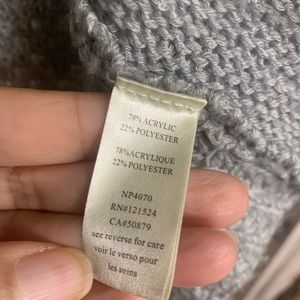 78% ACRYLIC
22% POLYESTER
78%ACRYLIQUE
22% POLYESTER
NP4070
RN#121524
CA#50879
see reverse for care
voir le verso pour
les soins